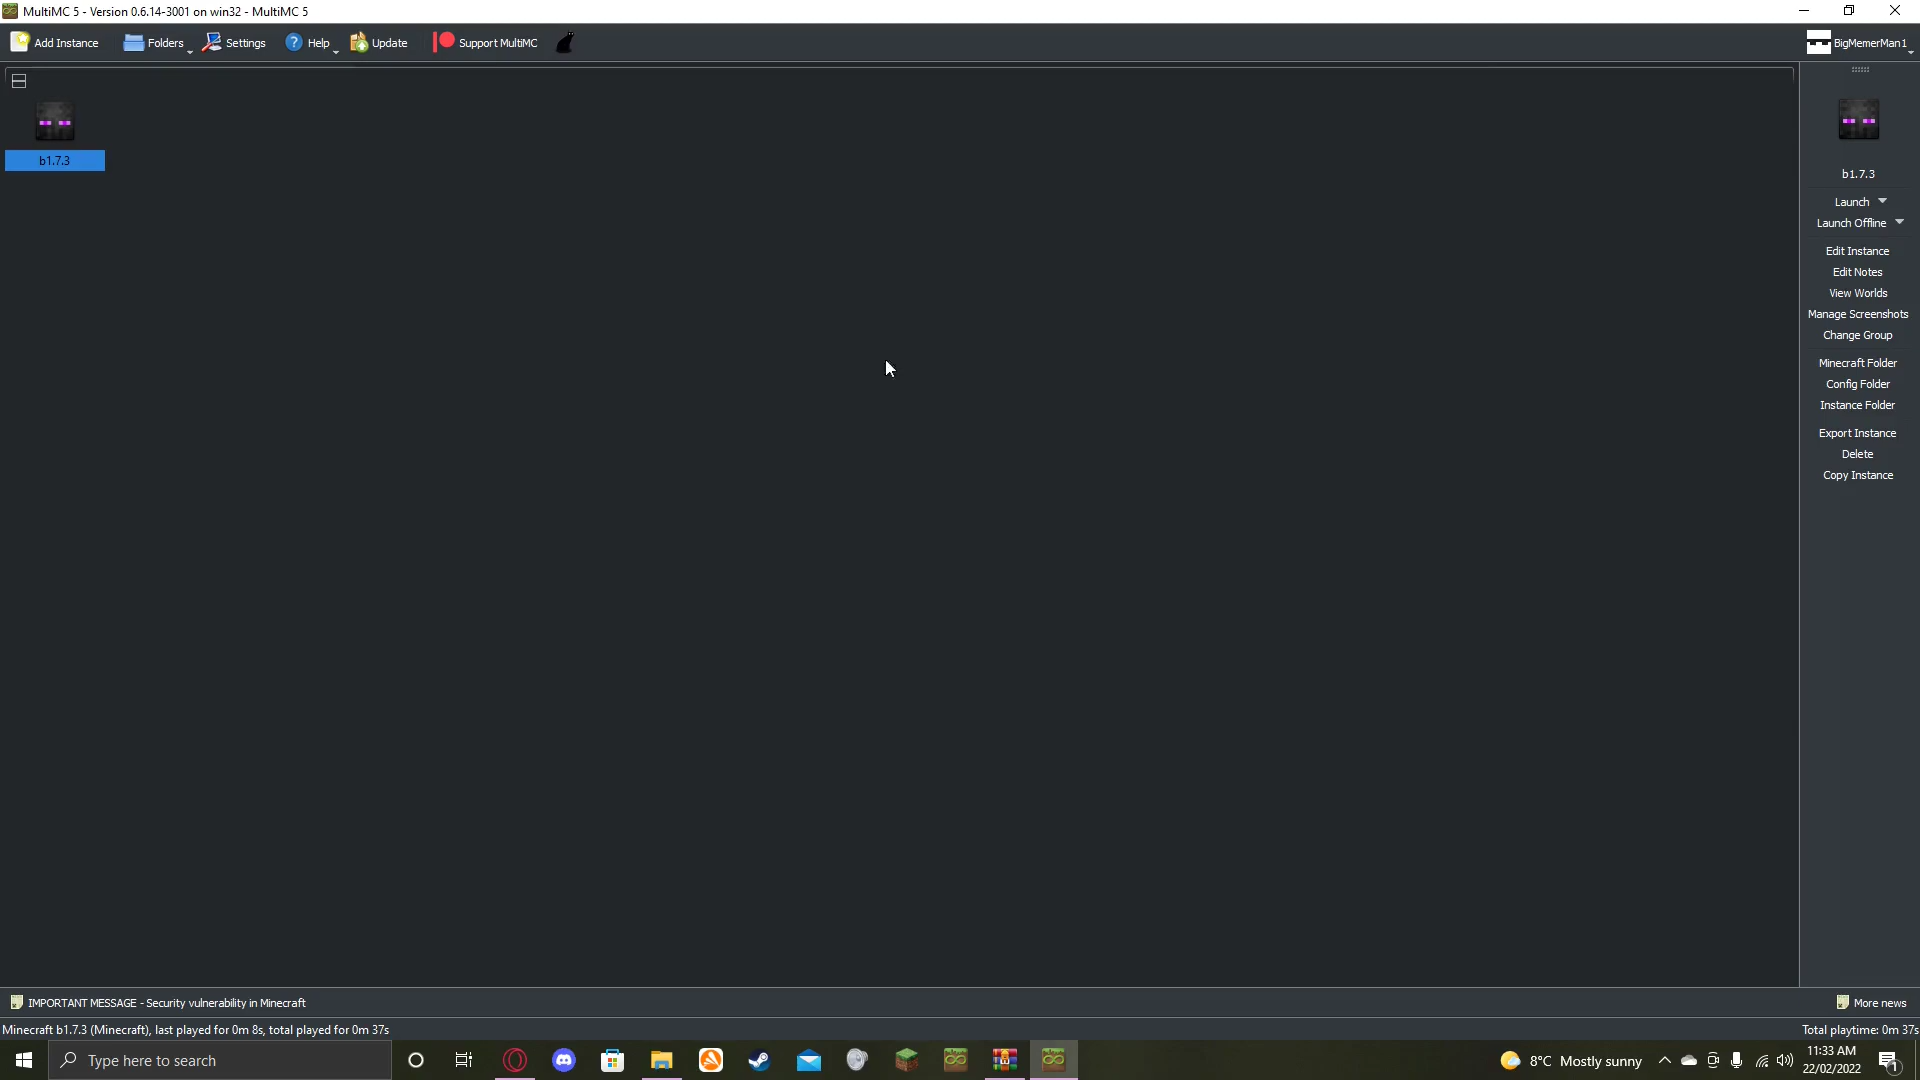 MultiMC 5 - Version 0.6.14-3001 on win32 - MultiMC 5
Add Instance
Folders
Settings
Help
Update
Support MultiMC
BigMemerMan1
b1.7.3
b1.7.3
Launch
Launch Offline
Edit Instance
Edit Notes
View Worlds
Manage Screenshots
Change Group
Minecraft Folder
Config Folder
Instance Folder
Export Instance
Delete
Copy Instance
IMPORTANT MESSAGE - Security vulnerability in Minecraft
More news
Minecraft b1.7.3 (Minecraft), last played for 0m 8s, total played for 0m 37s
Total playtime: 0m 37s
Type here to search
8°C Mostly sunny
11:33 AM
22/02/2022
1